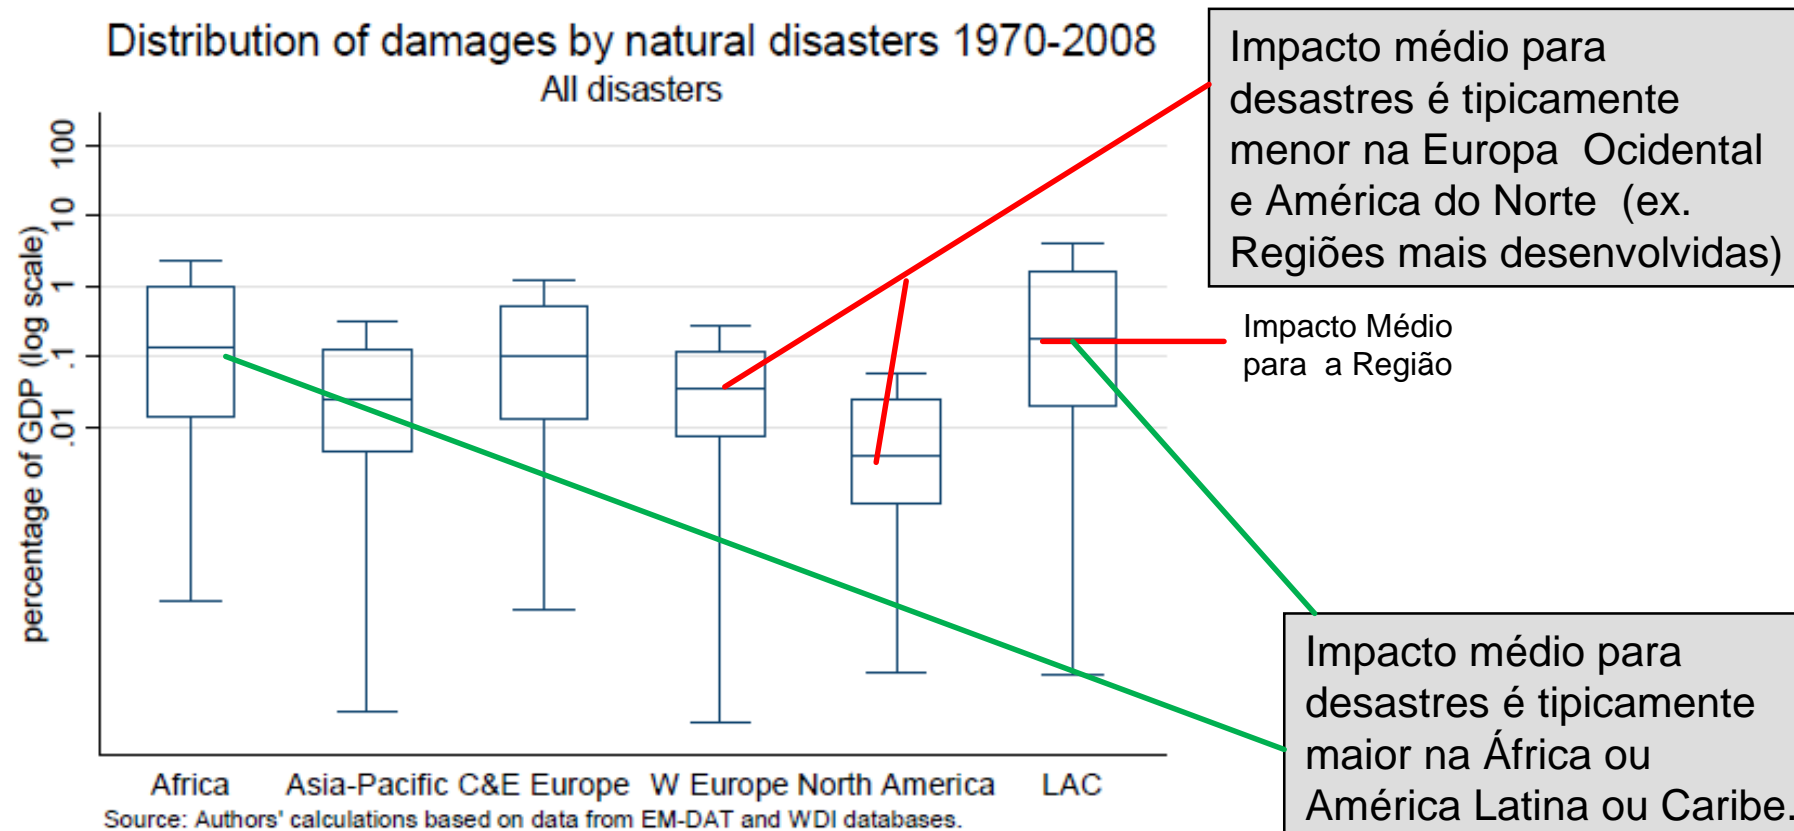 Distribution of damages by natural disasters 1970-2008
All disasters
percentage of GDP (log scale)
100
10
1
.1
.01
Africa
Asia-Pacific
C&E Europe
W Europe
North America
LAC
Source: Authors' calculations based on data from EM-DAT and WDI databases.
Impacto médio para
desastres é tipicamente
menor na Europa Ocidental
e América do Norte (ex.
Regiões mais desenvolvidas)
Impacto Médio
para a Região
Impacto médio para
desastres é tipicamente
maior na África ou
América Latina ou Caribe.